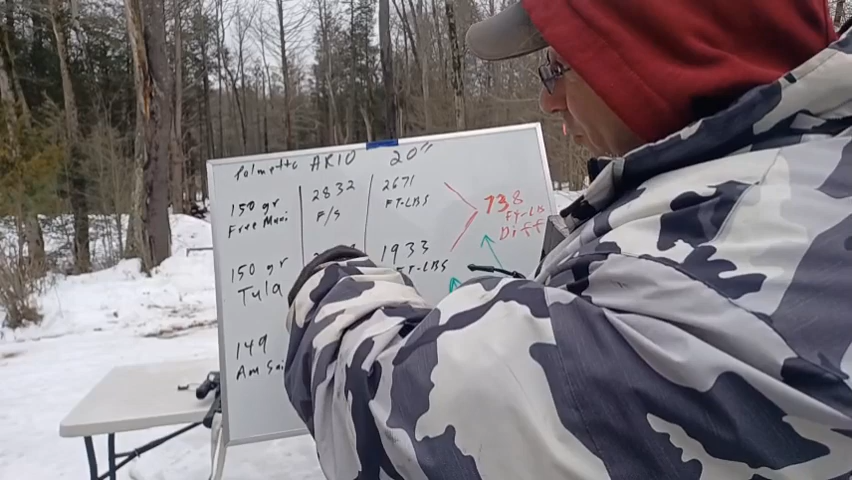 Palmetto AR10 20"
150 gr
Free Muni
2832
F/S
2671
FT-LBS
738
FT-LBS
Diff
150 gr
Tula
1933
FT-LBS
149
Am